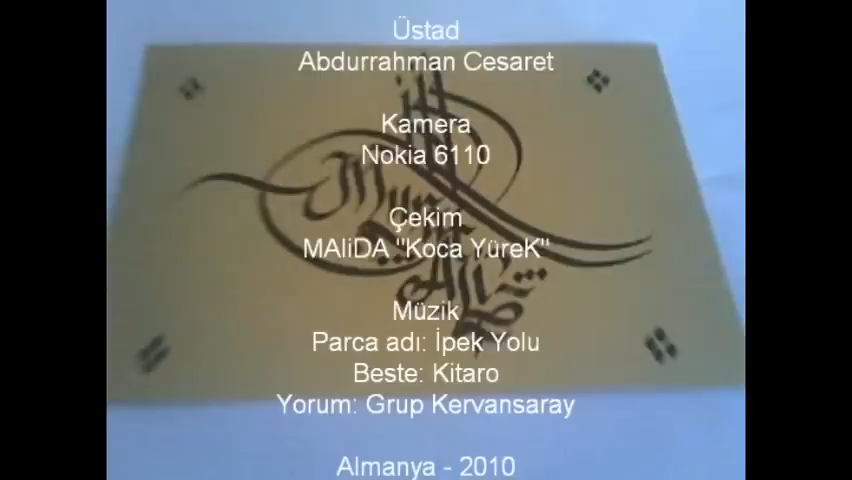 Üstad
Abdurrahman Cesaret
Kamera
Nokia 6110
Çekim
MAliDA "Koca YüreK"
Müzik
Parca adı: İpek Yolu
Beste: Kitaro
Yorum: Grup Kervansaray
Almanya - 2010